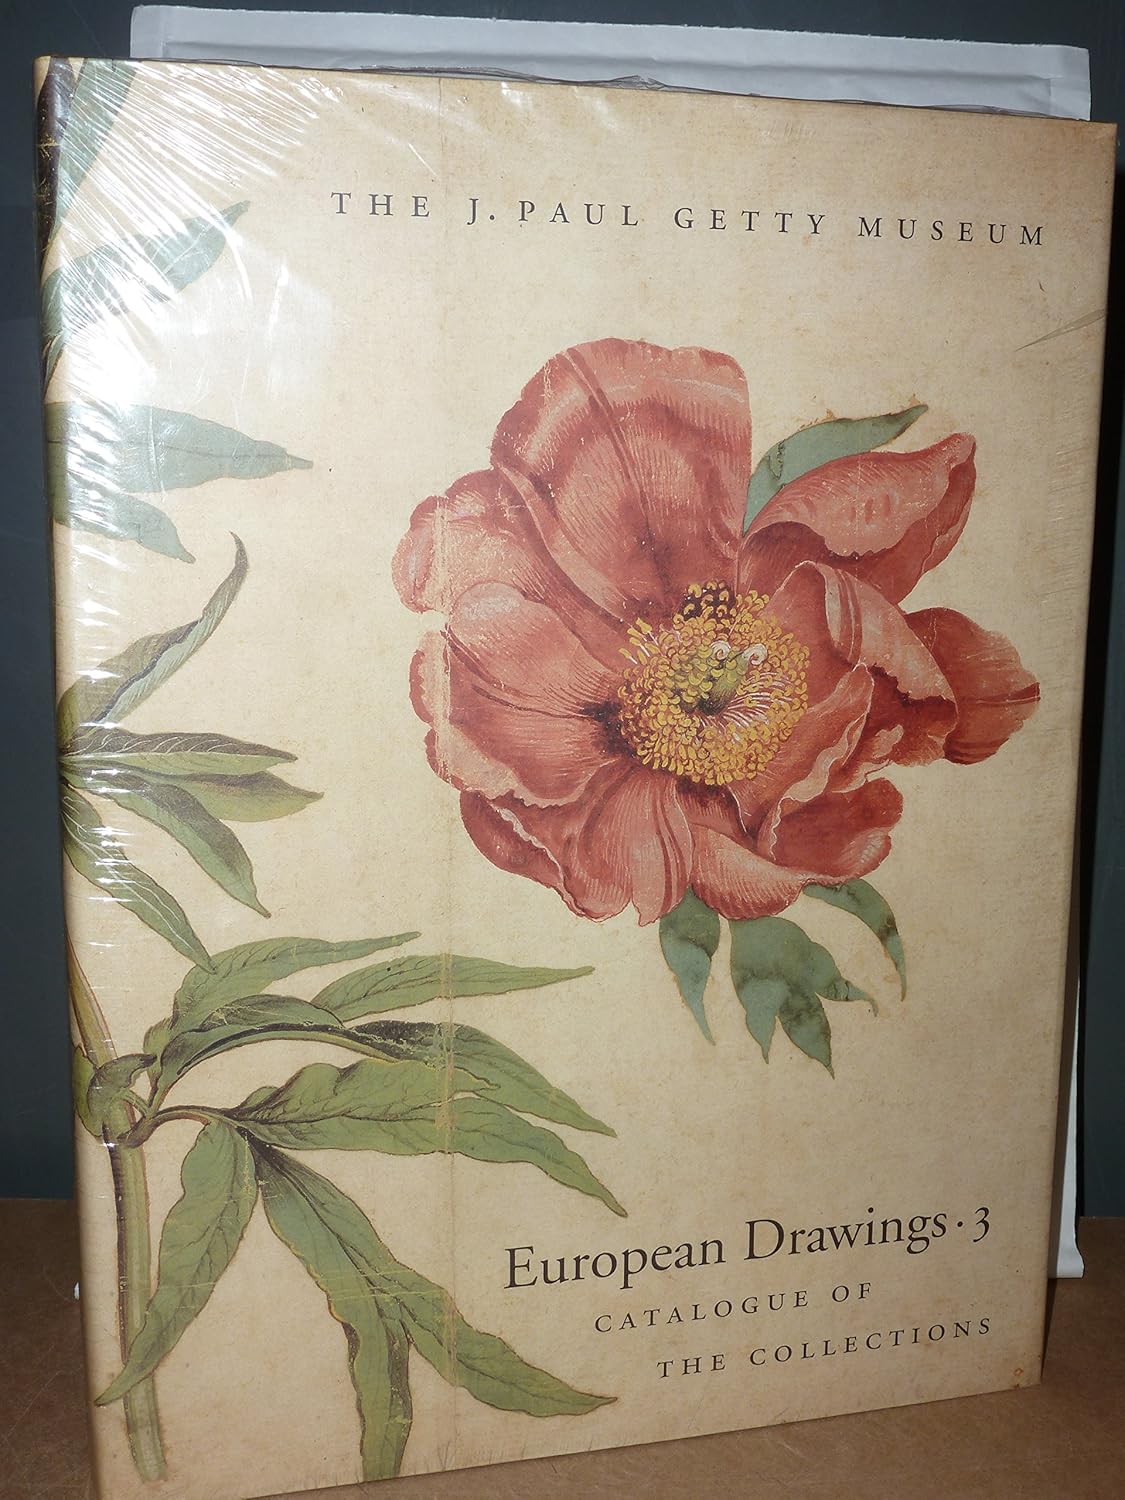 THE J. PAUL GETTY MUSEUM
European Drawings · 3
CATALOGUE OF
THE COLLECTIONS